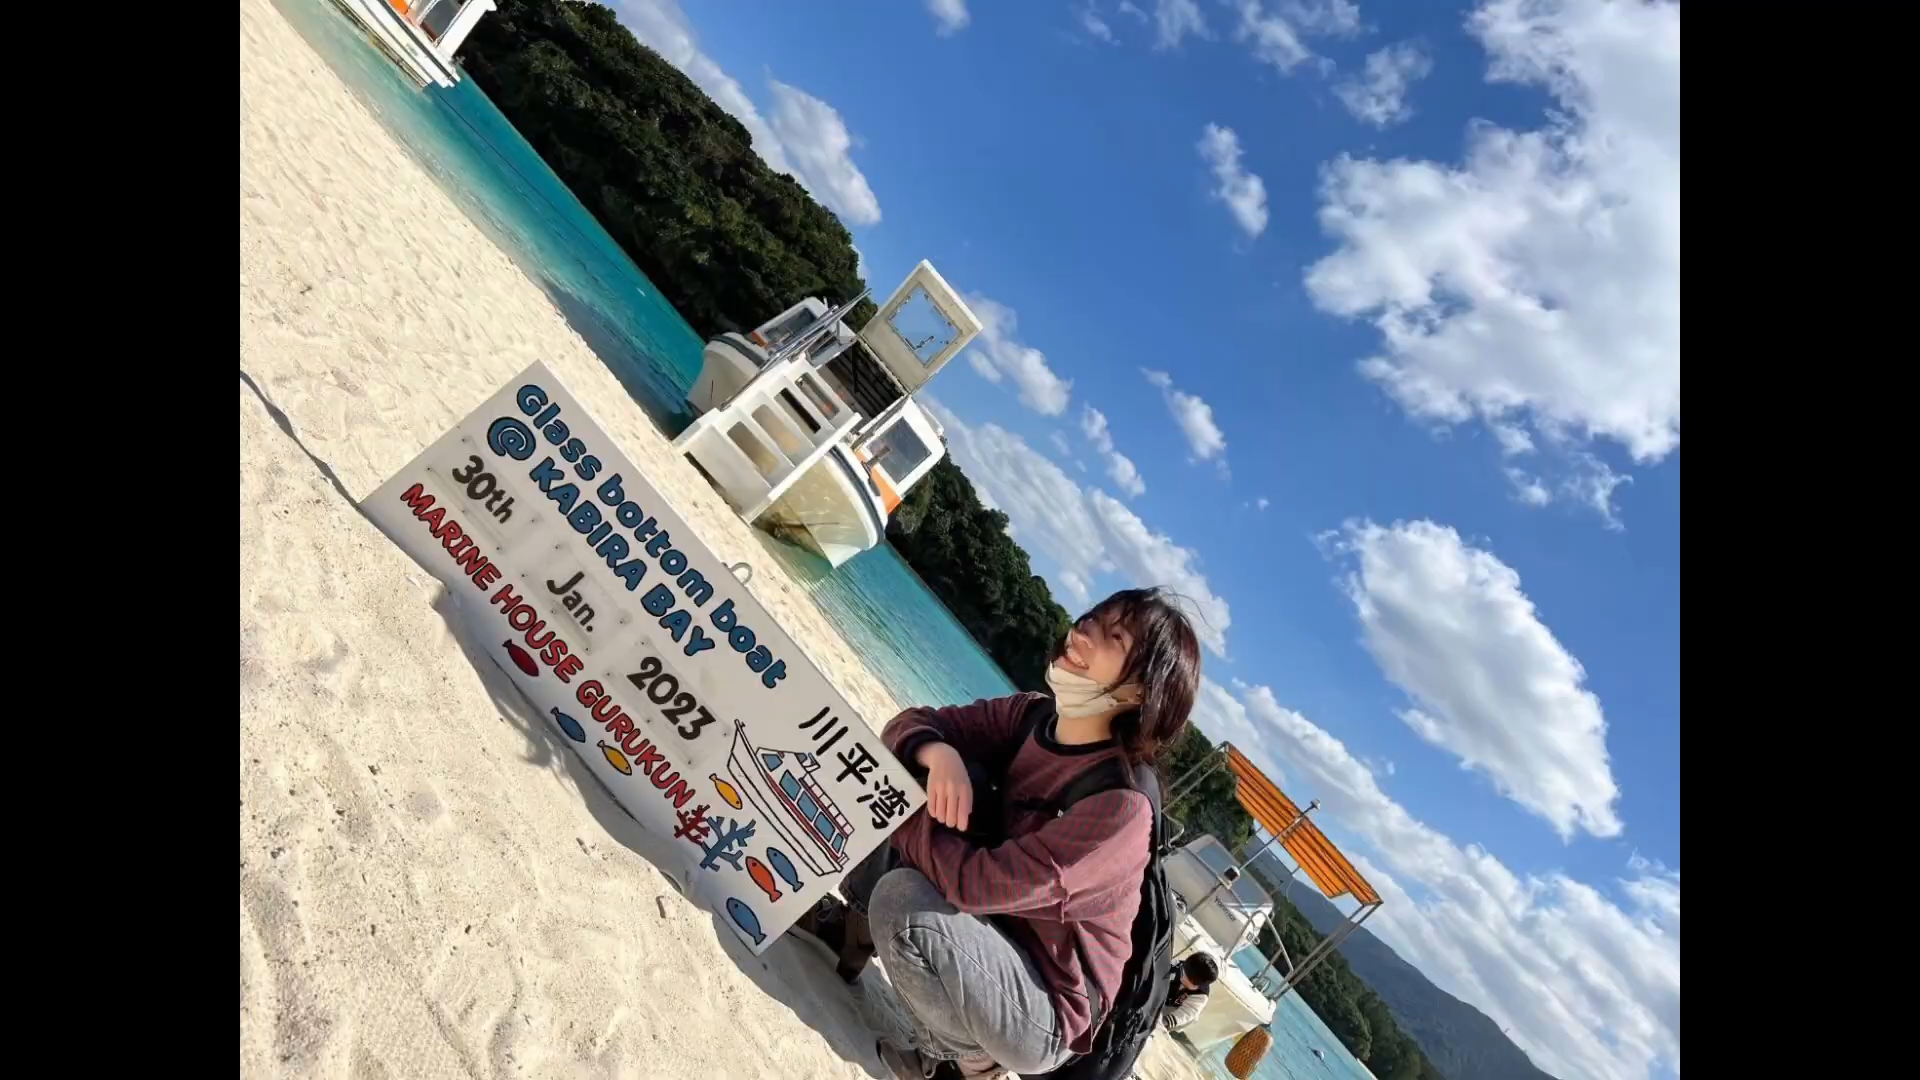 Glass bottom boat
@ KABIRA BAY
30th Jan. 2023
MARINE HOUSE GURUKUN
川平湾